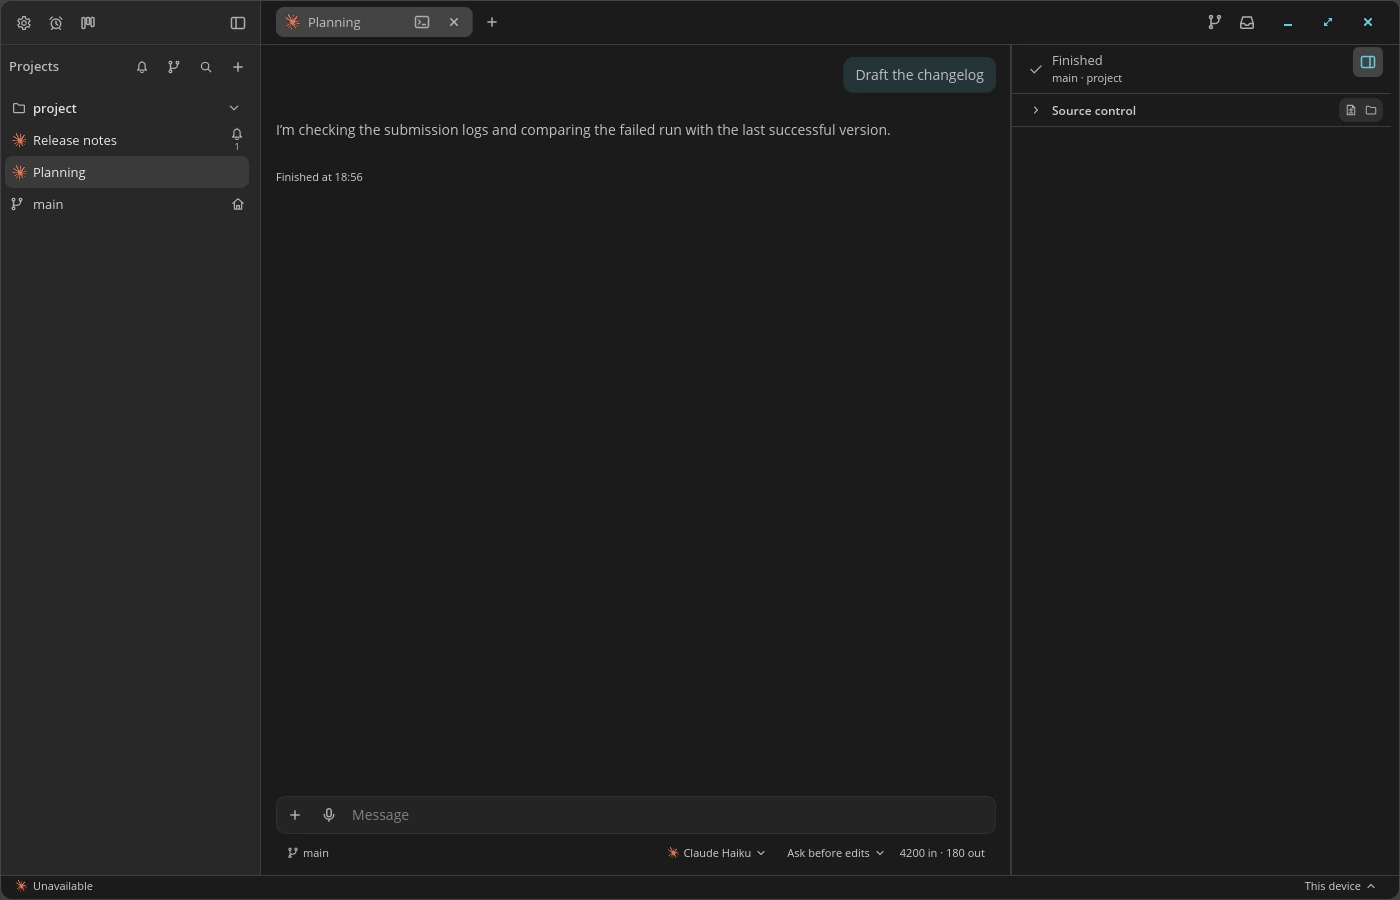 Planning
Projects
project
Release notes
1
Planning
main
Draft the changelog
I'm checking the submission logs and comparing the failed run with the last successful version.
Finished at 18:56
Finished
main · project
Source control
Message
main
Claude Haiku
Ask before edits
4200 in · 180 out
Unavailable
This device